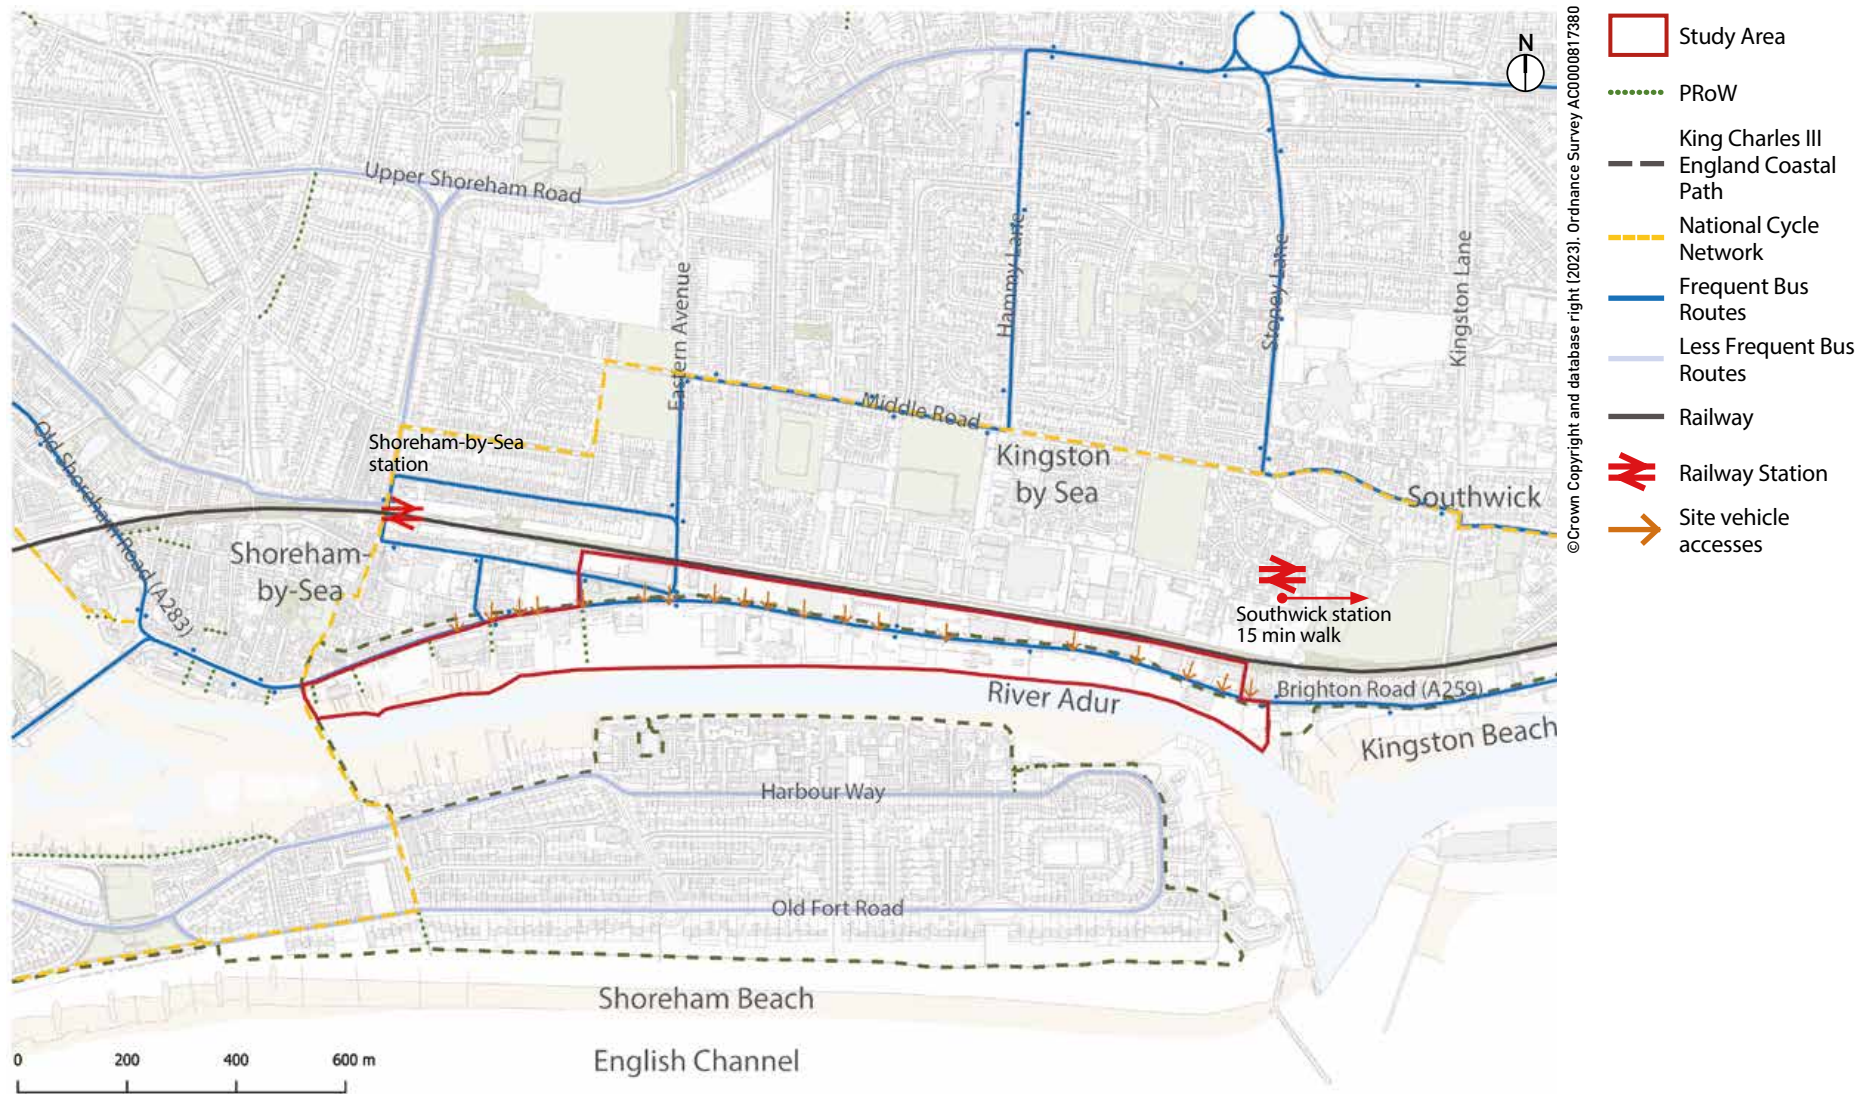 N
Upper Shoreham Road
Eastern Avenue
Hammy Lane
Stoney Lane
Kingston Lane
Old Shoreham Road (A283)
Middle Road
Shoreham-by-Sea
station
Kingston
by Sea
Southwick
Shoreham-
by-Sea
Southwick station
15 min walk
River Adur
Brighton Road (A259)
Kingston Beach
Harbour Way
Old Fort Road
Shoreham Beach
English Channel
0 200 400 600 m
©Crown Copyright and database right [2023]. Ordnance Survey AC0000817380
Study Area
PRoW
King Charles III
England Coastal
Path
National Cycle
Network
Frequent Bus
Routes
Less Frequent Bus
Routes
Railway
Railway Station
Site vehicle
accesses